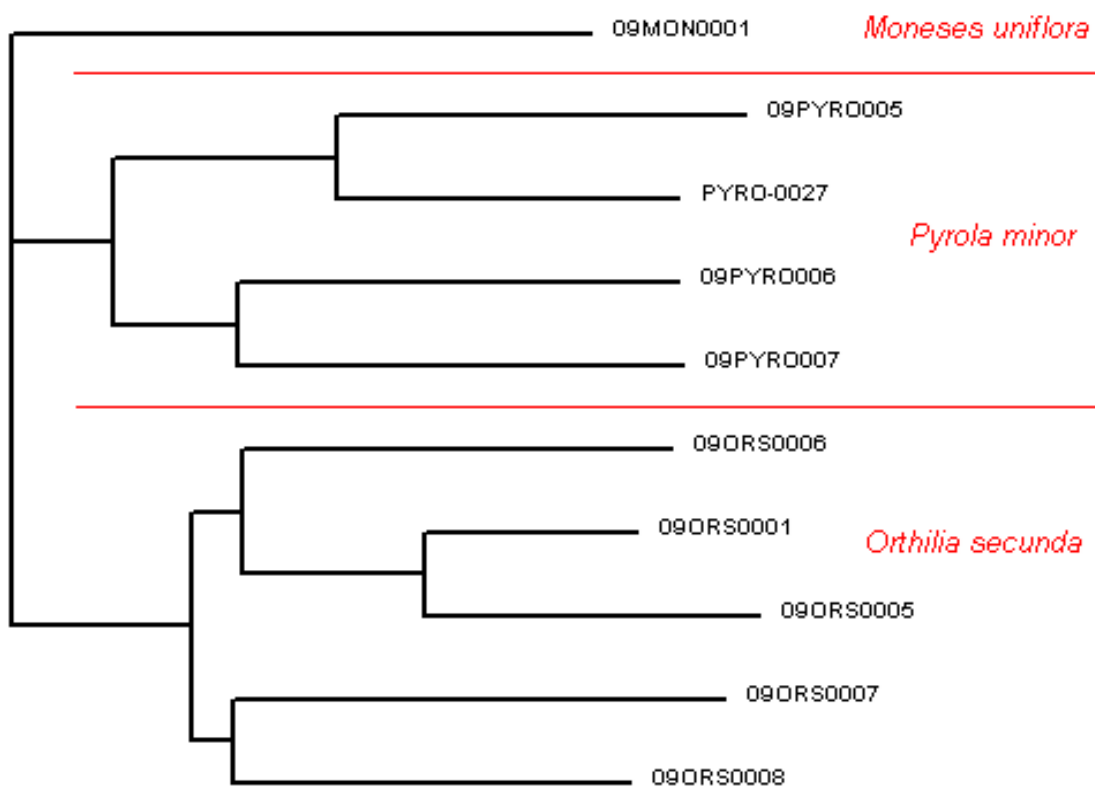 09MON0001 Moneses uniflora
09PYRO005
PYRO-0027
Pyrola minor
09PYRO006
09PYRO007
09ORS0006
09ORS0001
Orthilia secunda
09ORS0005
09ORS0007
09ORS0008